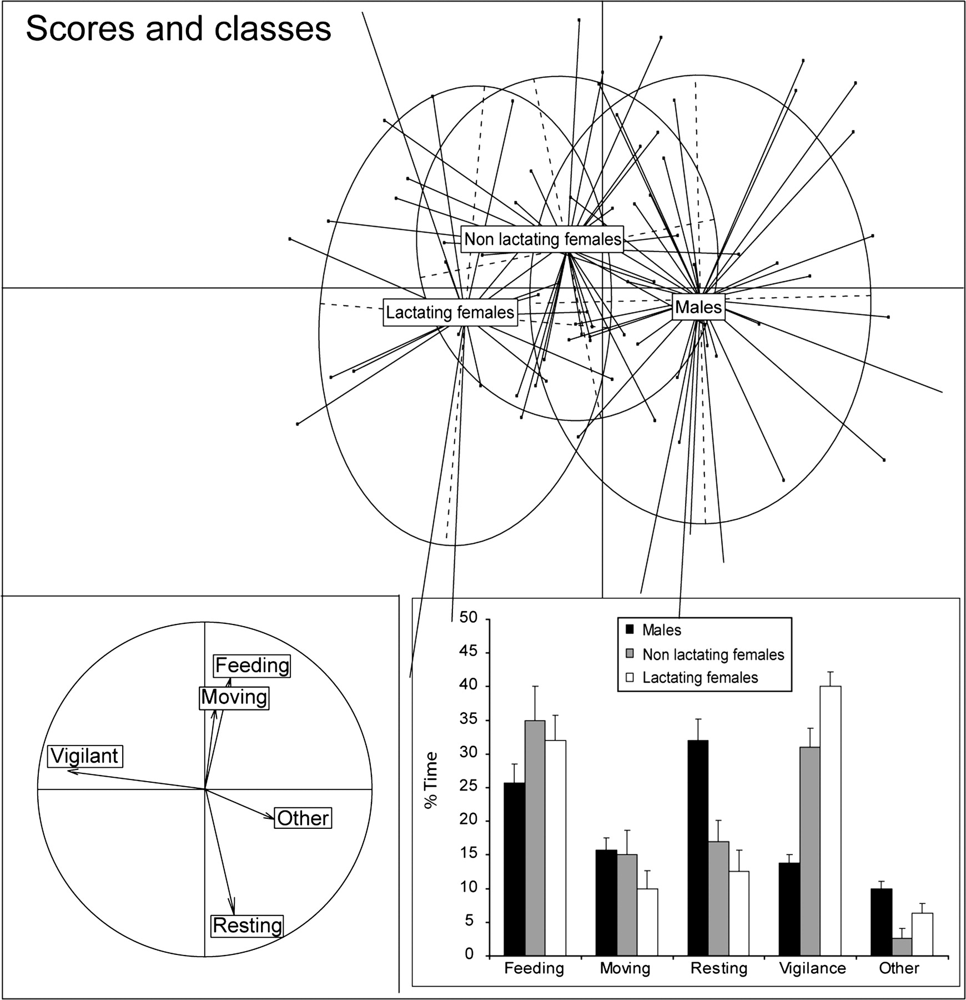 Scores and classes
Non lactating females
Lactating females
Males
Feeding
Moving
Vigilant
Other
Resting
50
45
40
35
30
25
20
15
10
5
0
% Time
Males
Non lactating females
Lactating females
Feeding Moving Resting Vigilance Other